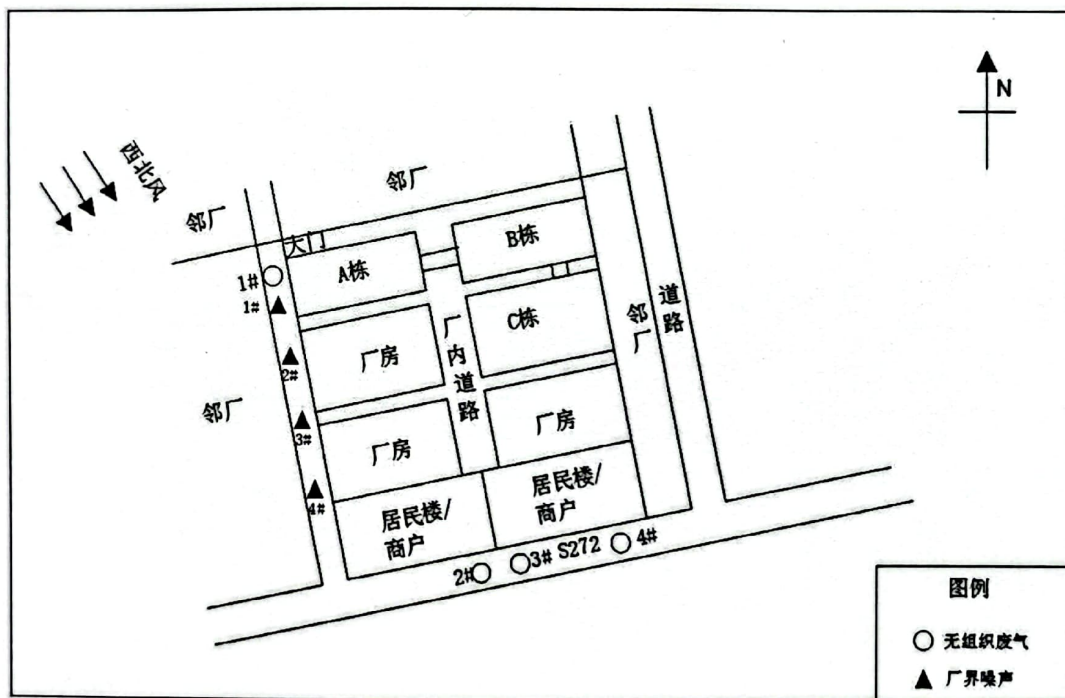 N
西北风
邻厂
邻厂
大门
B栋
A栋
1#
1#
C栋
道路
邻厂
厂房
厂内道路
2#
邻厂
3#
厂房
厂房
4#
居民楼/
商户
居民楼/
商户
2#
3#
S272
4#
图例
无组织废气
厂界噪声